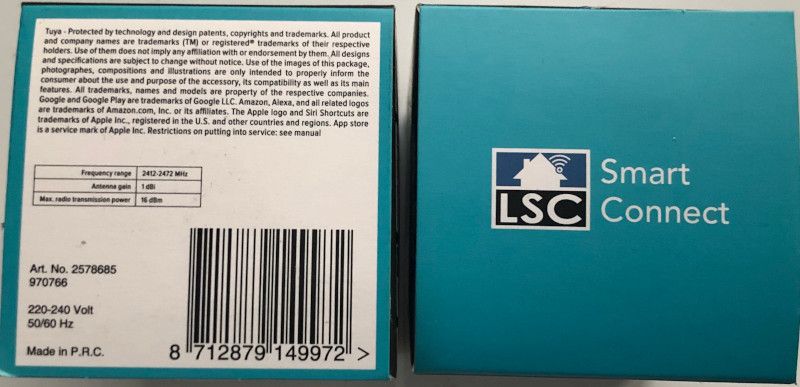 Tuya - Protected by technology and design patents, copyrights and trademarks. All product
and company names are trademarks (TM) or registered® trademarks of their respective
holders. Use of them does not imply any affiliation with or endorsement by them. All designs
and specifications are subject to change without notice. Use of the images of this package,
photographes, compositions and illustrations are only intended to properly inform the
consumer about the use and purpose of the accessory, its compatibility as well as its main
features. All trademarks, names and models are property of the respective companies.
Google and Google Play are trademarks of Google LLC. Amazon, Alexa, and all related logos
are trademarks of Amazon.com, Inc. or its affiliates. The Apple logo and Siri Shortcuts are
trademarks of Apple Inc., registered in the U.S. and other countries and regions. App store
is a service mark of Apple Inc. Restrictions on putting into service: see manual
Frequency range 2412-2472 MHz
Antenna gain 1 dBi
Max. radio transmission power 16 dBm
Art. No. 2578685
970766
220-240 Volt
50/60 Hz
Made in P.R.C.
8 712879 149972 >
LSC
Smart
Connect